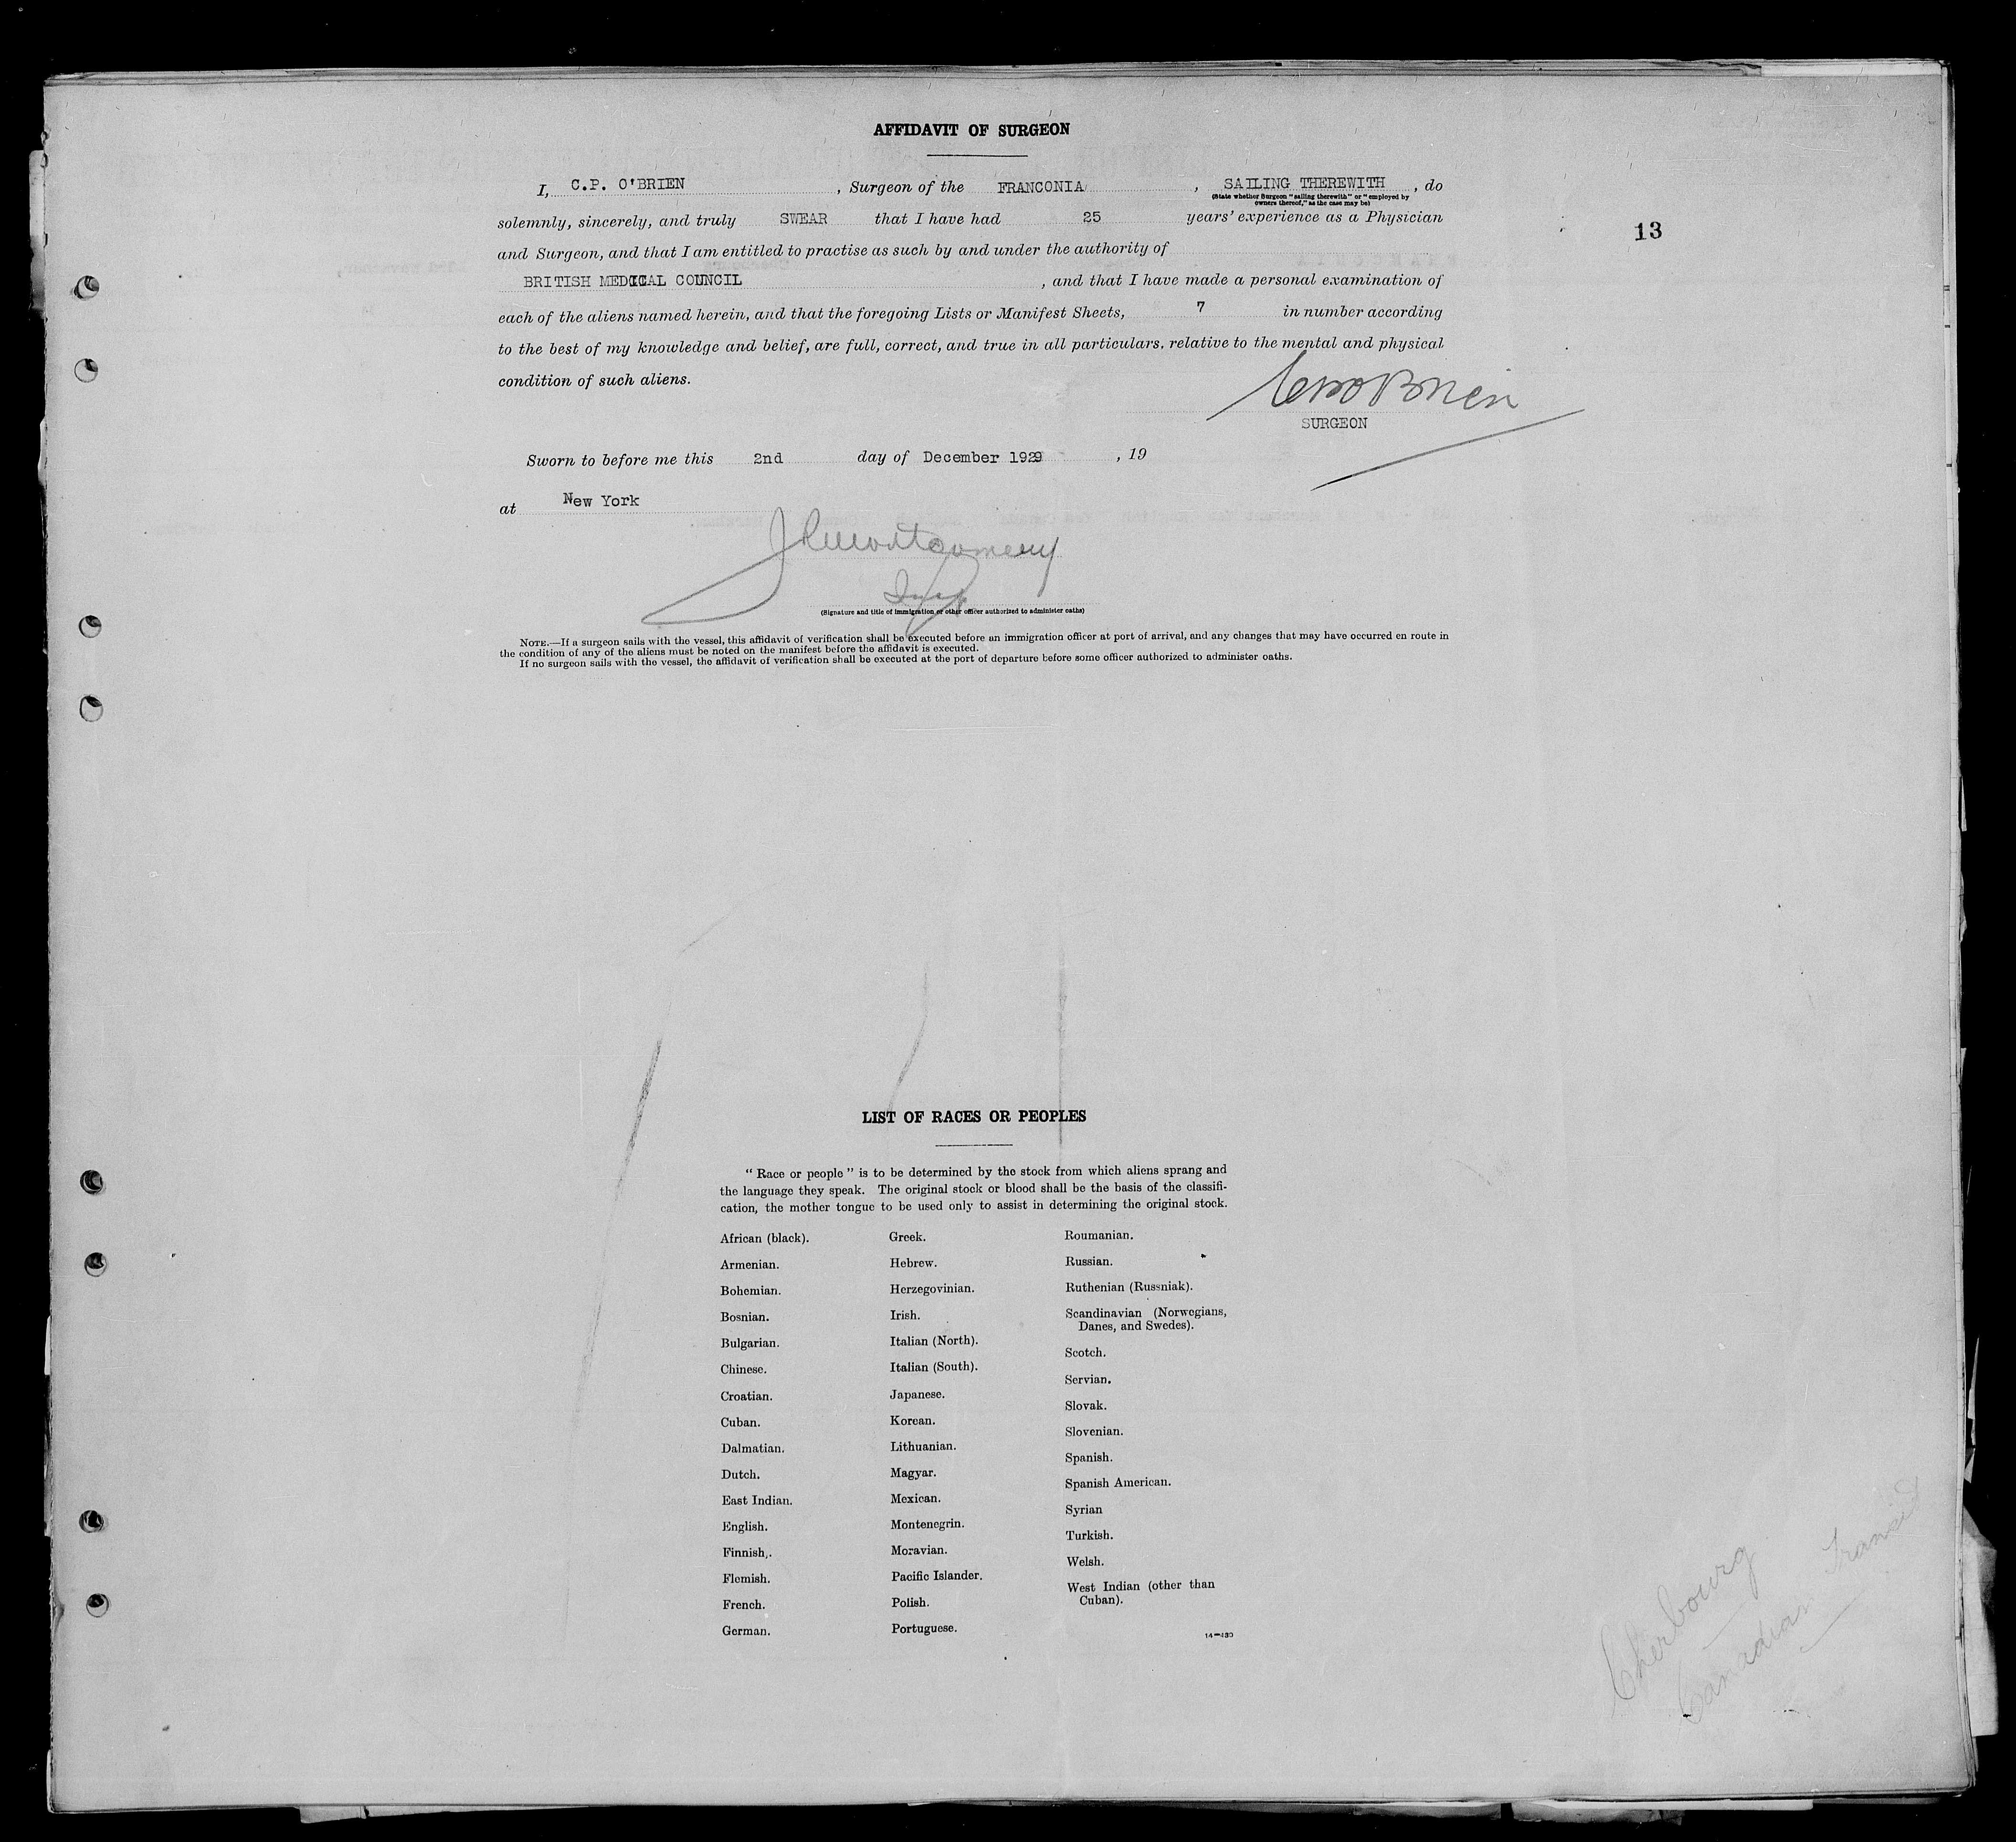 AFFIDAVIT OF SURGEON
I, C.P. O'BRIEN , Surgeon of the FRANCONIA , SAILING THEREWITH , do
(State whether Surgeon "sailing therewith" or "employed by
owners thereof," as the case may be)
solemnly, sincerely, and truly SWEAR that I have had 25 years' experience as a Physician
13
and Surgeon, and that I am entitled to practise as such by and under the authority of
BRITISH MEDICAL COUNCIL , and that I have made a personal examination of
each of the aliens named herein, and that the foregoing Lists or Manifest Sheets, 7 in number according
to the best of my knowledge and belief, are full, correct, and true in all particulars, relative to the mental and physical
condition of such aliens.
SURGEON
Sworn to before me this 2nd day of December 1929 , 19
at New York
Montgomery
(Signature and title of immigration or other officer authorized to administer oaths)
NOTE.—If a surgeon sails with the vessel, this affidavit of verification shall be executed before an immigration officer at port of arrival, and any changes that may have occurred en route in
the condition of any of the aliens must be noted on the manifest before the affidavit is executed.
If no surgeon sails with the vessel, the affidavit of verification shall be executed at the port of departure before some officer authorized to administer oaths.
LIST OF RACES OR PEOPLES
" Race or people " is to be determined by the stock from which aliens sprang and
the language they speak. The original stock or blood shall be the basis of the classifi-
cation, the mother tongue to be used only to assist in determining the original stock.
African (black).
Armenian.
Bohemian.
Bosnian.
Bulgarian.
Chinese.
Croatian.
Cuban.
Dalmatian.
Dutch.
East Indian.
English.
Finnish.
Flemish.
French.
German.
Greek.
Hebrew.
Herzegovinian.
Irish.
Italian (North).
Italian (South).
Japanese.
Korean.
Lithuanian.
Magyar.
Mexican.
Montenegrin.
Moravian.
Pacific Islander.
Polish.
Portuguese.
Roumanian.
Russian.
Ruthenian (Russniak).
Scandinavian (Norwegians,
Danes, and Swedes).
Scotch.
Servian.
Slovak.
Slovenian.
Spanish.
Spanish American.
Syrian
Turkish.
Welsh.
West Indian (other than
Cuban).
14—430
Cherbourg
Canadian Transit